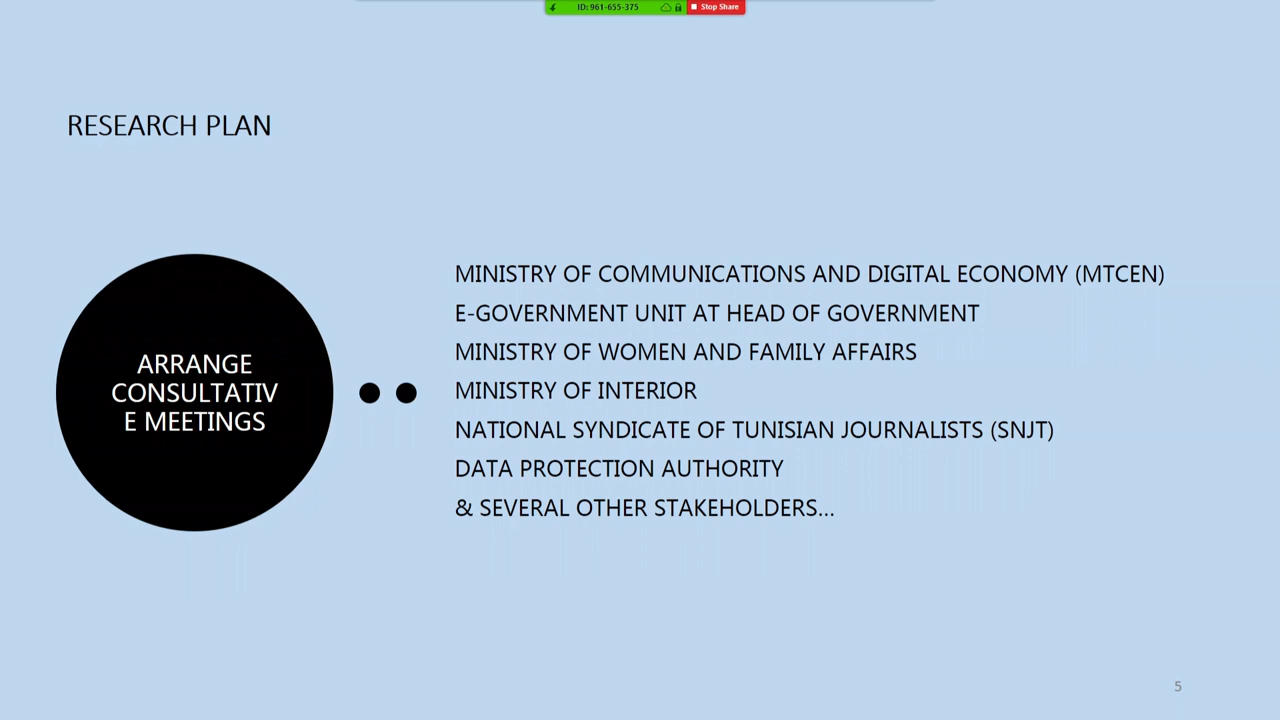 ID: 961-655-375
Stop Share
RESEARCH PLAN
ARRANGE
CONSULTATIV
E MEETINGS
MINISTRY OF COMMUNICATIONS AND DIGITAL ECONOMY (MTCEN)
E-GOVERNMENT UNIT AT HEAD OF GOVERNMENT
MINISTRY OF WOMEN AND FAMILY AFFAIRS
MINISTRY OF INTERIOR
NATIONAL SYNDICATE OF TUNISIAN JOURNALISTS (SNJT)
DATA PROTECTION AUTHORITY
& SEVERAL OTHER STAKEHOLDERS…
5